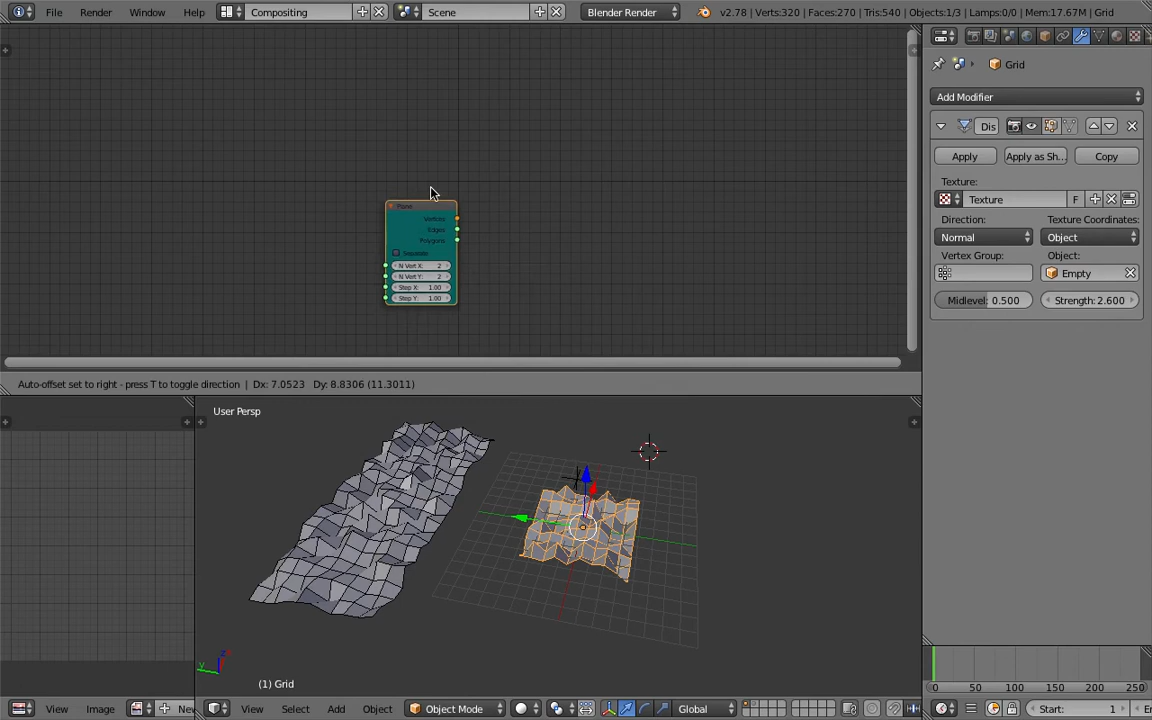 File Render Window Help Compositing Scene Blender Render v2.78 | Verts:320 | Faces:270 | Tris:540 | Objects:1/3 | Lamps:0/0 | Mem:17.67M | Grid
Grid
Add Modifier
Dis
Apply Apply as Sh... Copy
Texture:
Texture F
Direction: Texture Coordinates:
Normal Object
Vertex Group: Object:
Empty
Midlevel: 0.500 Strength: 2.600
Plane
Vertices
Edges
Polygons
Separate
N Vert X: 2
N Vert Y: 2
Step X: 1.00
Step Y: 1.00
Auto-offset set to right - press T to toggle direction | Dx: 7.0523 Dy: 8.8306 (11.3011)
User Persp
z
y
(1) Grid
0 50 100 150 200 250
View Image New View Select Add Object Object Mode Global Start: 1